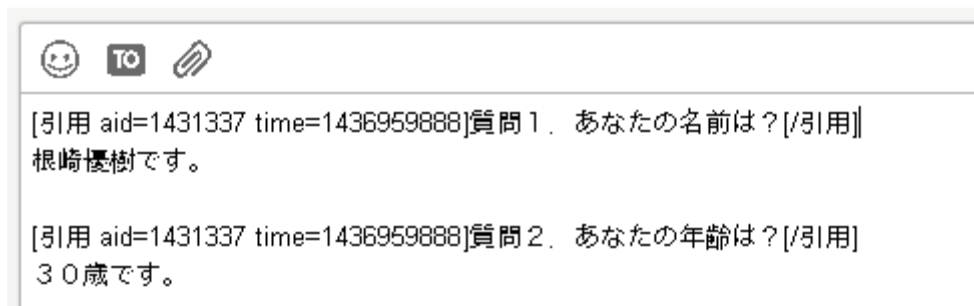 TO
[引用 aid=1431337 time=1436959888]質問１．あなたの名前は？[/引用]
根崎優樹です。
[引用 aid=1431337 time=1436959888]質問２．あなたの年齢は？[/引用]
３０歳です。